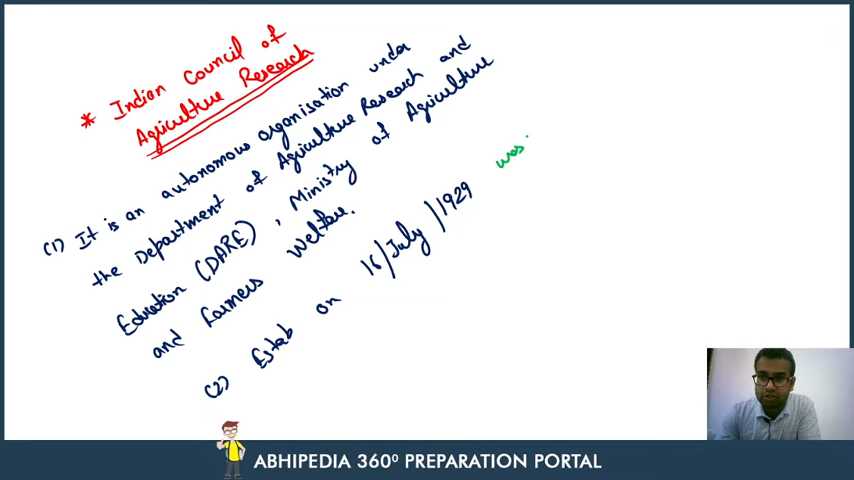 * Indian Council of
Agriculture Research
(1) It is an autonomous organisation under
the Department of Agriculture Research and
Education (DARE), Ministry of Agriculture
and Farmers Welfare.
(2) Estab on 16/July/1929
was
ABHIPEDIA 360⁰ PREPARATION PORTAL